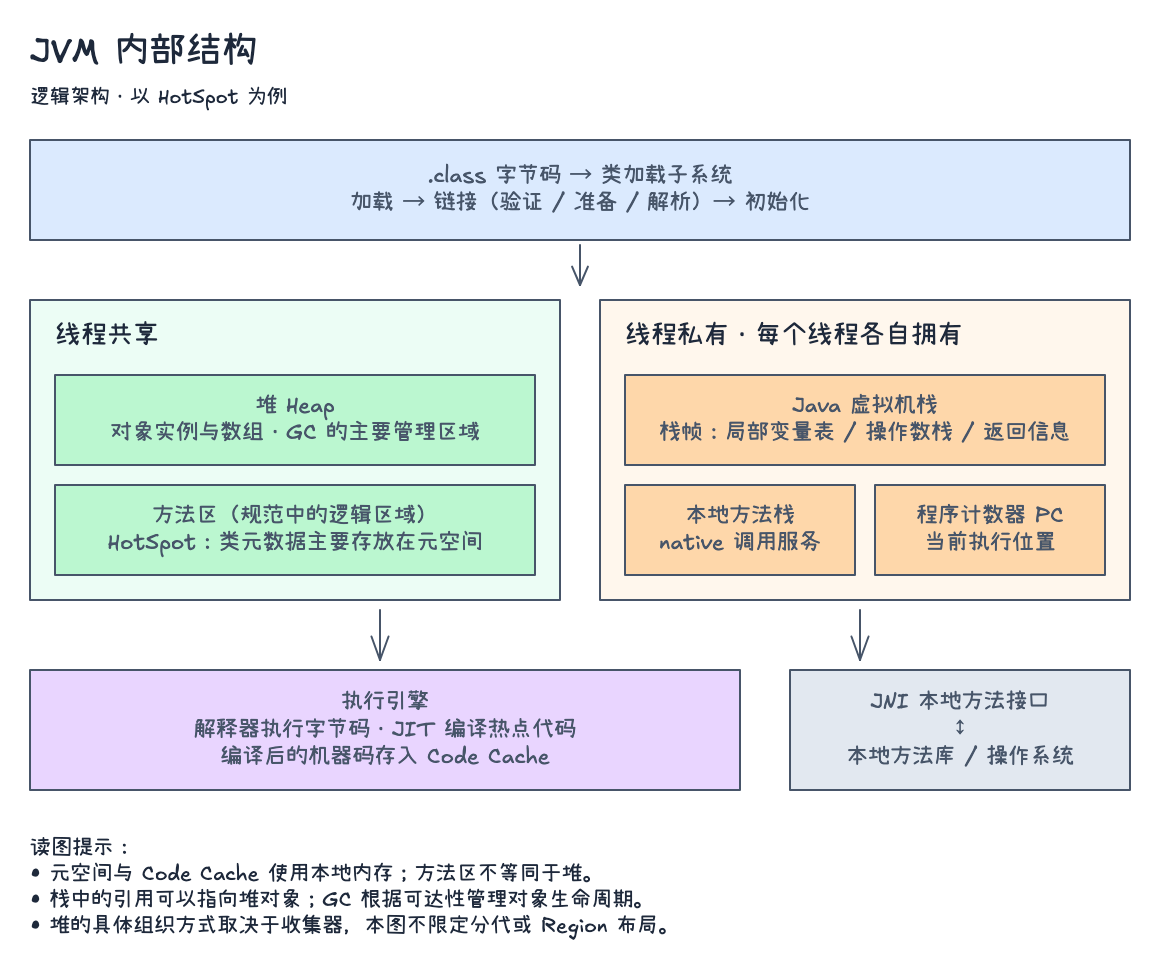 JVM 内部结构
逻辑架构 · 以 HotSpot 为例
.class 字节码 → 类加载子系统
加载 → 链接（验证 / 准备 / 解析）→ 初始化
线程共享
堆 Heap
对象实例与数组 · GC 的主要管理区域
方法区（规范中的逻辑区域）
HotSpot：类元数据主要存放在元空间
线程私有 · 每个线程各自拥有
Java 虚拟机栈
栈帧：局部变量表 / 操作数栈 / 返回信息
本地方法栈
native 调用服务
程序计数器 PC
当前执行位置
执行引擎
解释器执行字节码 · JIT 编译热点代码
编译后的机器码存入 Code Cache
JNI 本地方法接口
↕
本地方法库 / 操作系统
读图提示：
• 元空间与 Code Cache 使用本地内存；方法区不等同于堆。
• 栈中的引用可以指向堆对象；GC 根据可达性管理对象生命周期。
• 堆的具体组织方式取决于收集器，本图不限定分代或 Region 布局。